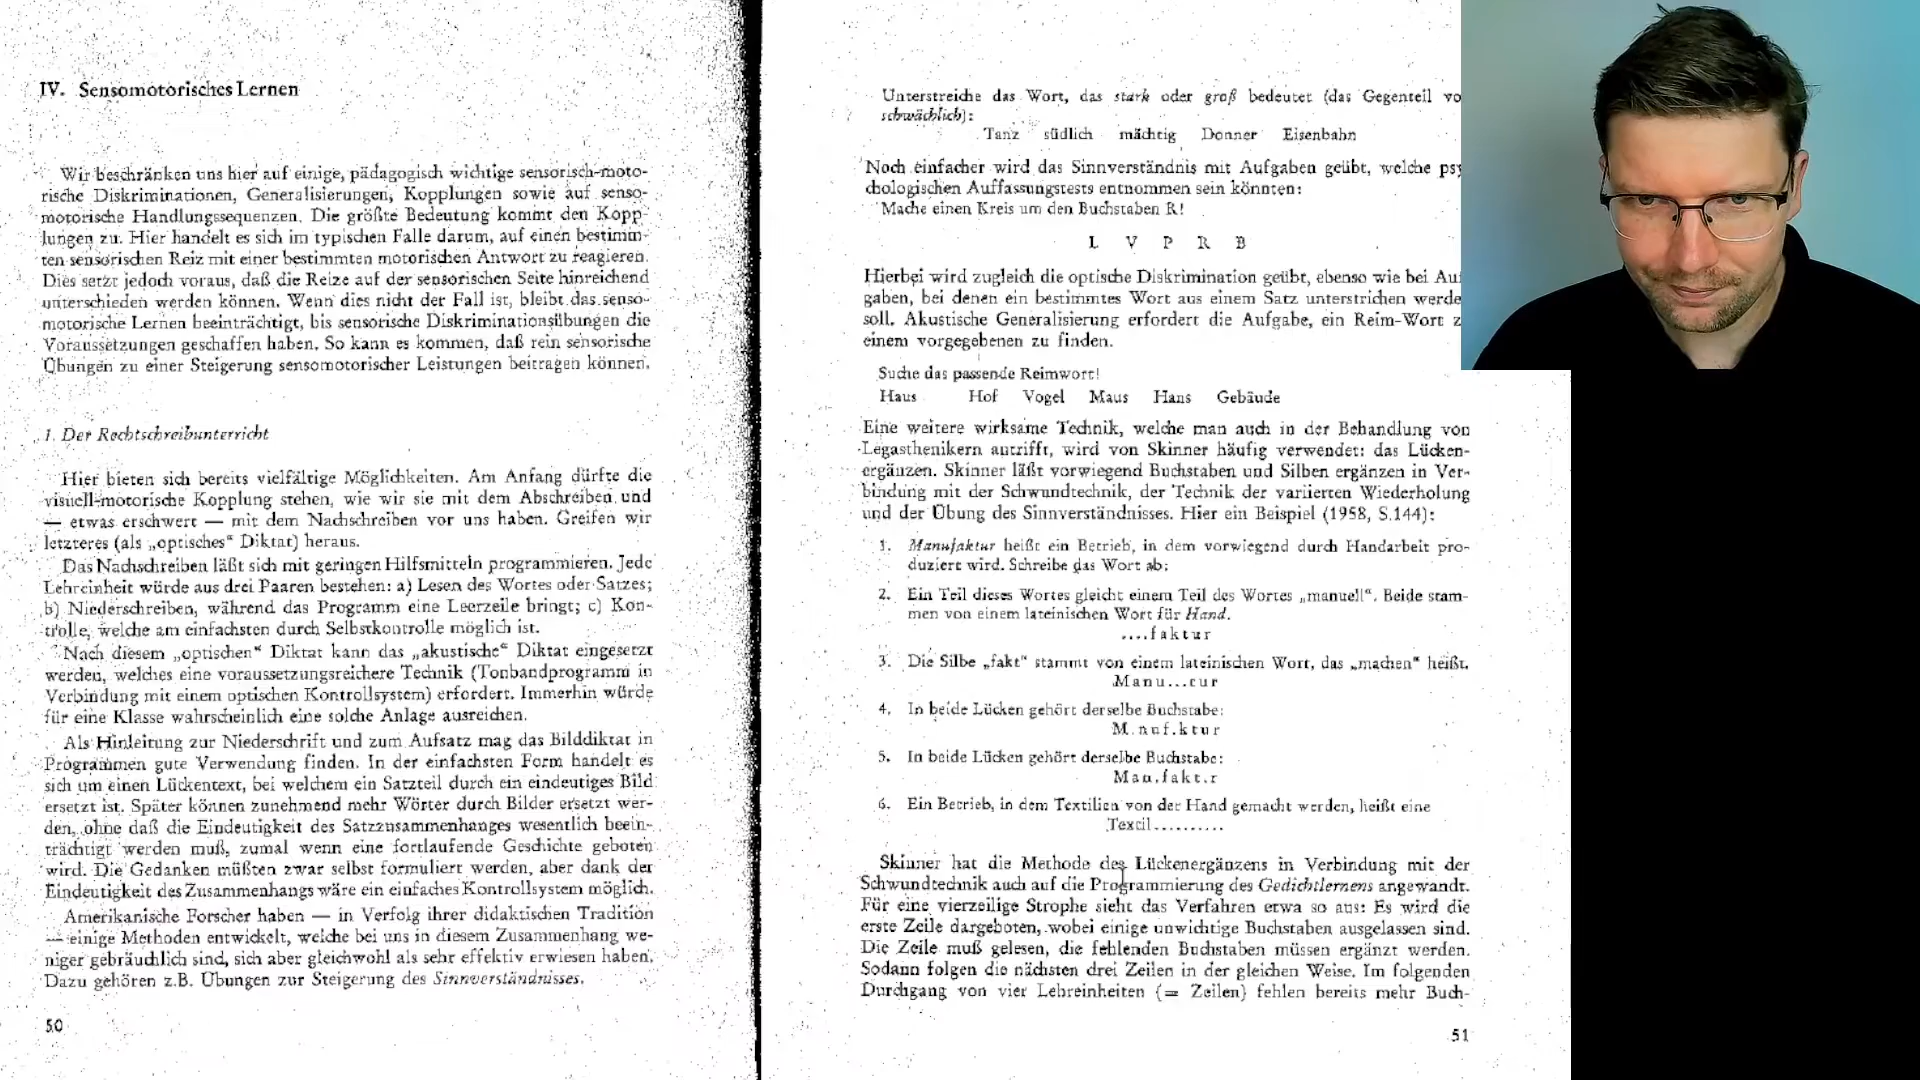 IV. Sensomotorisches Lernen
Wir beschränken uns hier auf einige, pädagogisch wichtige sensorisch-moto-
rische Diskriminationen, Generalisierungen, Kopplungen sowie auf senso-
motorische Handlungssequenzen. Die größte Bedeutung kommt den Kopp-
lungen zu. Hier handelt es sich im typischen Falle darum, auf einen bestimm-
ten sensorischen Reiz mit einer bestimmten motorischen Antwort zu reagieren.
Dies setzt jedoch voraus, daß die Reize auf der sensorischen Seite hinreichend
unterschieden werden können. Wenn dies nicht der Fall ist, bleibt das senso-
motorische Lernen beeinträchtigt, bis sensorische Diskriminationsübungen die
Voraussetzungen geschaffen haben. So kann es kommen, daß rein sensorische
Übungen zu einer Steigerung sensomotorischer Leistungen beitragen können.
1. Der Rechtschreibunterricht
Hier bieten sich bereits vielfältige Möglichkeiten. Am Anfang dürfte die
visuell-motorische Kopplung stehen, wie wir sie mit dem Abschreiben und
— etwas erschwert — mit dem Nachschreiben vor uns haben. Greifen wir
letzteres (als „optisches“ Diktat) heraus.
Das Nachschreiben läßt sich mit geringen Hilfsmitteln programmieren. Jede
Lehreinheit würde aus drei Paaren bestehen: a) Lesen des Wortes oder Satzes;
b) Niederschreiben, während das Programm eine Leerzeile bringt; c) Kon-
trolle, welche am einfachsten durch Selbstkontrolle möglich ist.
Nach diesem „optischen“ Diktat kann das „akustische“ Diktat eingesetzt
werden, welches eine voraussetzungsreichere Technik (Tonbandprogramm in
Verbindung mit einem optischen Kontrollsystem) erfordert. Immerhin würde
für eine Klasse wahrscheinlich eine solche Anlage ausreichen.
Als Hinleitung zur Niederschrift und zum Aufsatz mag das Bilddiktat in
Programmen gute Verwendung finden. In der einfachsten Form handelt es
sich um einen Lückentext, bei welchem ein Satzteil durch ein eindeutiges Bild
ersetzt ist. Später können zunehmend mehr Wörter durch Bilder ersetzt wer-
den, ohne daß die Eindeutigkeit des Satzzusammenhanges wesentlich beein-
trächtigt werden muß, zumal wenn eine fortlaufende Geschichte geboten
wird. Die Gedanken müßten zwar selbst formuliert werden, aber dank der
Eindeutigkeit des Zusammenhangs wäre ein einfaches Kontrollsystem möglich.
Amerikanische Forscher haben — in Verfolg ihrer didaktischen Tradition
— einige Methoden entwickelt, welche bei uns in diesem Zusammenhang we-
niger gebräuchlich sind, sich aber gleichwohl als sehr effektiv erwiesen haben.
Dazu gehören z.B. Übungen zur Steigerung des Sinnverständnisses.
50
Unterstreiche das Wort, das stark oder groß bedeutet (das Gegenteil vo
schwächlich):
Tanz südlich mächtig Donner Eisenbahn
Noch einfacher wird das Sinnverständnis mit Aufgaben geübt, welche psy
chologischen Auffassungstests entnommen sein könnten:
Mache einen Kreis um den Buchstaben R!
L V P R B
Hierbei wird zugleich die optische Diskrimination geübt, ebenso wie bei Auf
gaben, bei denen ein bestimmtes Wort aus einem Satz unterstrichen werde
soll. Akustische Generalisierung erfordert die Aufgabe, ein Reim-Wort z
einem vorgegebenen zu finden.
Suche das passende Reimwort!
Haus Hof Vogel Maus Hans Gebäude
Eine weitere wirksame Technik, welche man auch in der Behandlung von
Legasthenikern antrifft, wird von Skinner häufig verwendet: das Lücken-
ergänzen. Skinner läßt vorwiegend Buchstaben und Silben ergänzen in Ver-
bindung mit der Schwundtechnik, der Technik der variierten Wiederholung
und der Übung des Sinnverständnisses. Hier ein Beispiel (1958, S.144):
1. Manufaktur heißt ein Betrieb, in dem vorwiegend durch Handarbeit pro-
duziert wird. Schreibe das Wort ab:
2. Ein Teil dieses Wortes gleicht einem Teil des Wortes „manuell“. Beide stam-
men von einem lateinischen Wort für Hand.
....faktur
3. Die Silbe „fakt“ stammt von einem lateinischen Wort, das „machen“ heißt.
Manu...tur
4. In beide Lücken gehört derselbe Buchstabe:
M.nuf.ktur
5. In beide Lücken gehört derselbe Buchstabe:
Man.fakt.r
6. Ein Betrieb, in dem Textilien von der Hand gemacht werden, heißt eine
Textil..........
Skinner hat die Methode des Lückenergänzens in Verbindung mit der
Schwundtechnik auch auf die Programmierung des Gedichtlernens angewandt.
Für eine vierzeilige Strophe sieht das Verfahren etwa so aus: Es wird die
erste Zeile dargeboten, wobei einige unwichtige Buchstaben ausgelassen sind.
Die Zeile muß gelesen, die fehlenden Buchstaben müssen ergänzt werden.
Sodann folgen die nächsten drei Zeilen in der gleichen Weise. Im folgenden
Durchgang von vier Lehreinheiten (= Zeilen) fehlen bereits mehr Buch-
51